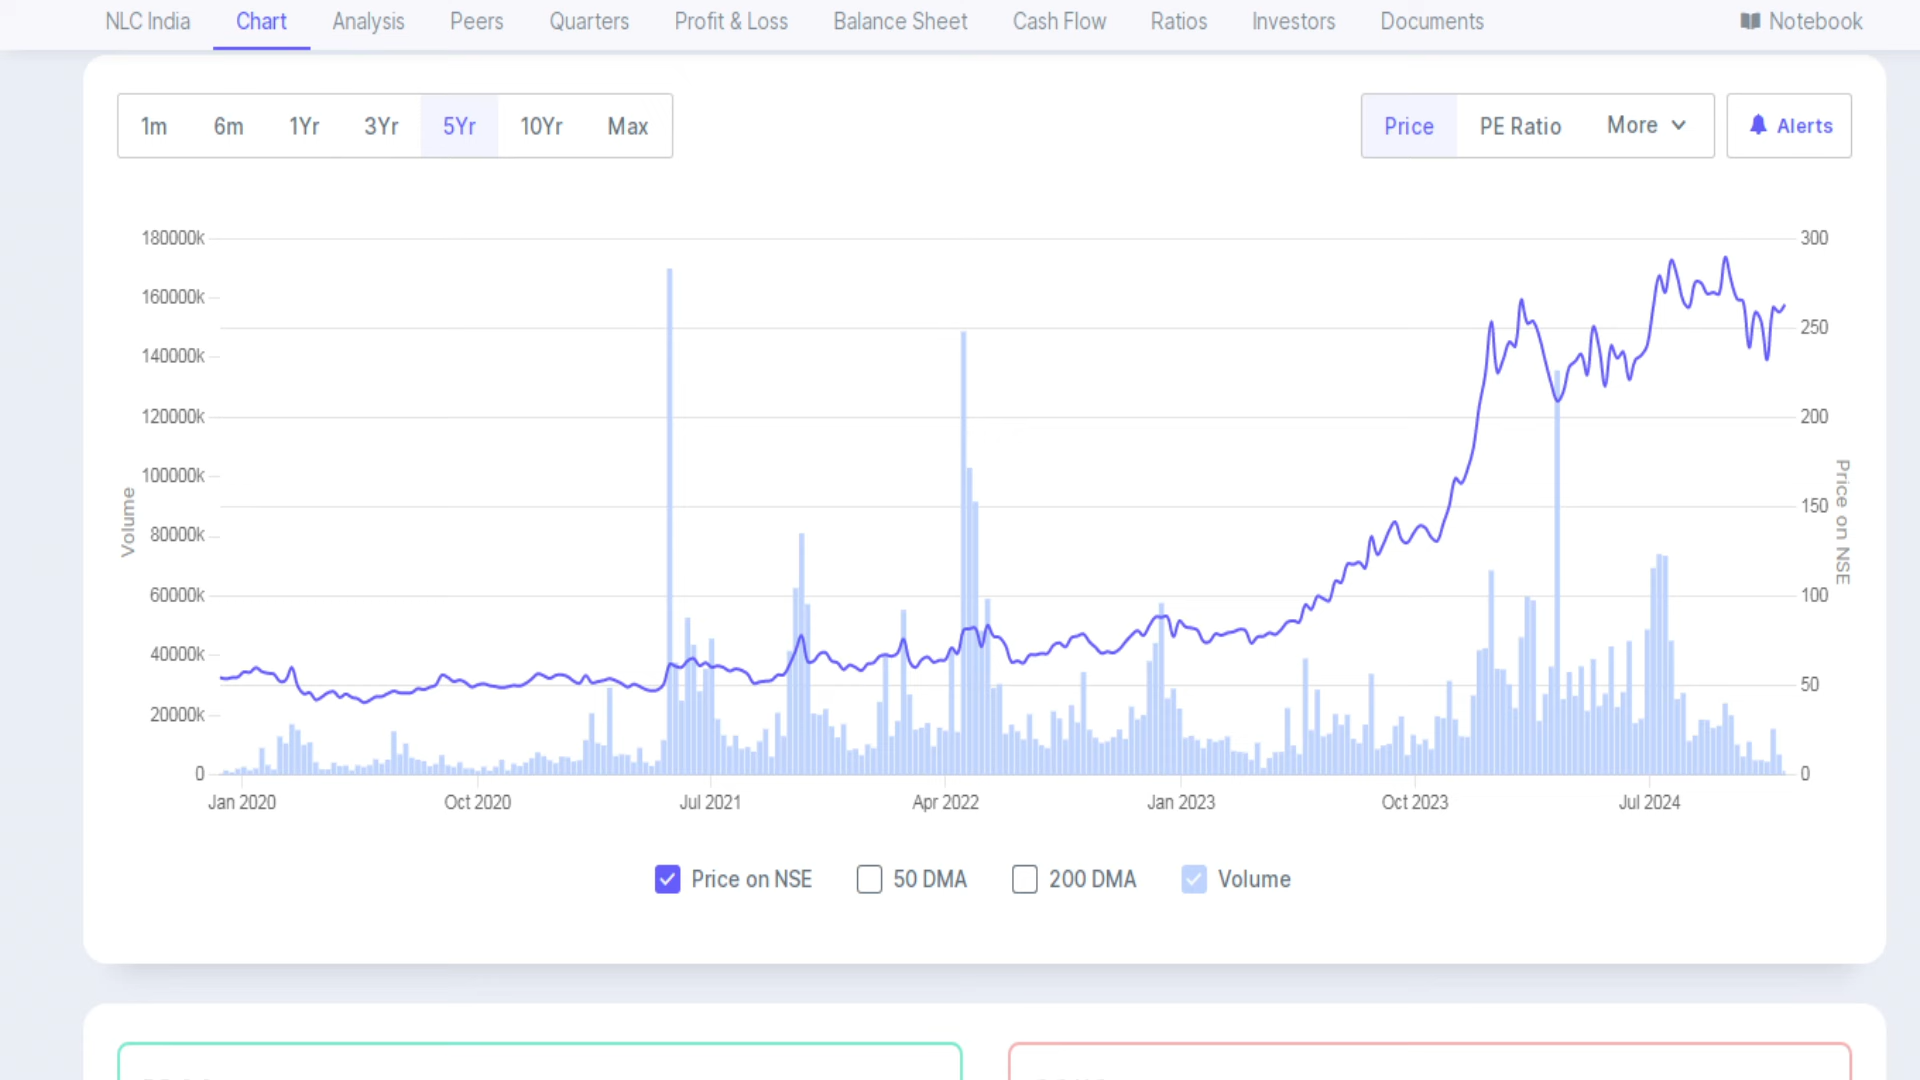 NLC India Chart Analysis Peers Quarters Profit & Loss Balance Sheet Cash Flow Ratios Investors Documents Notebook
1m 6m 1Yr 3Yr 5Yr 10Yr Max Price PE Ratio More Alerts
180000k 300
160000k
250
140000k
120000k 200
100000k
150
80000k
60000k 100
40000k
50
20000k
0 0
Volume
Price on NSE
Jan 2020 Oct 2020 Jul 2021 Apr 2022 Jan 2023 Oct 2023 Jul 2024
Price on NSE 50 DMA 200 DMA Volume